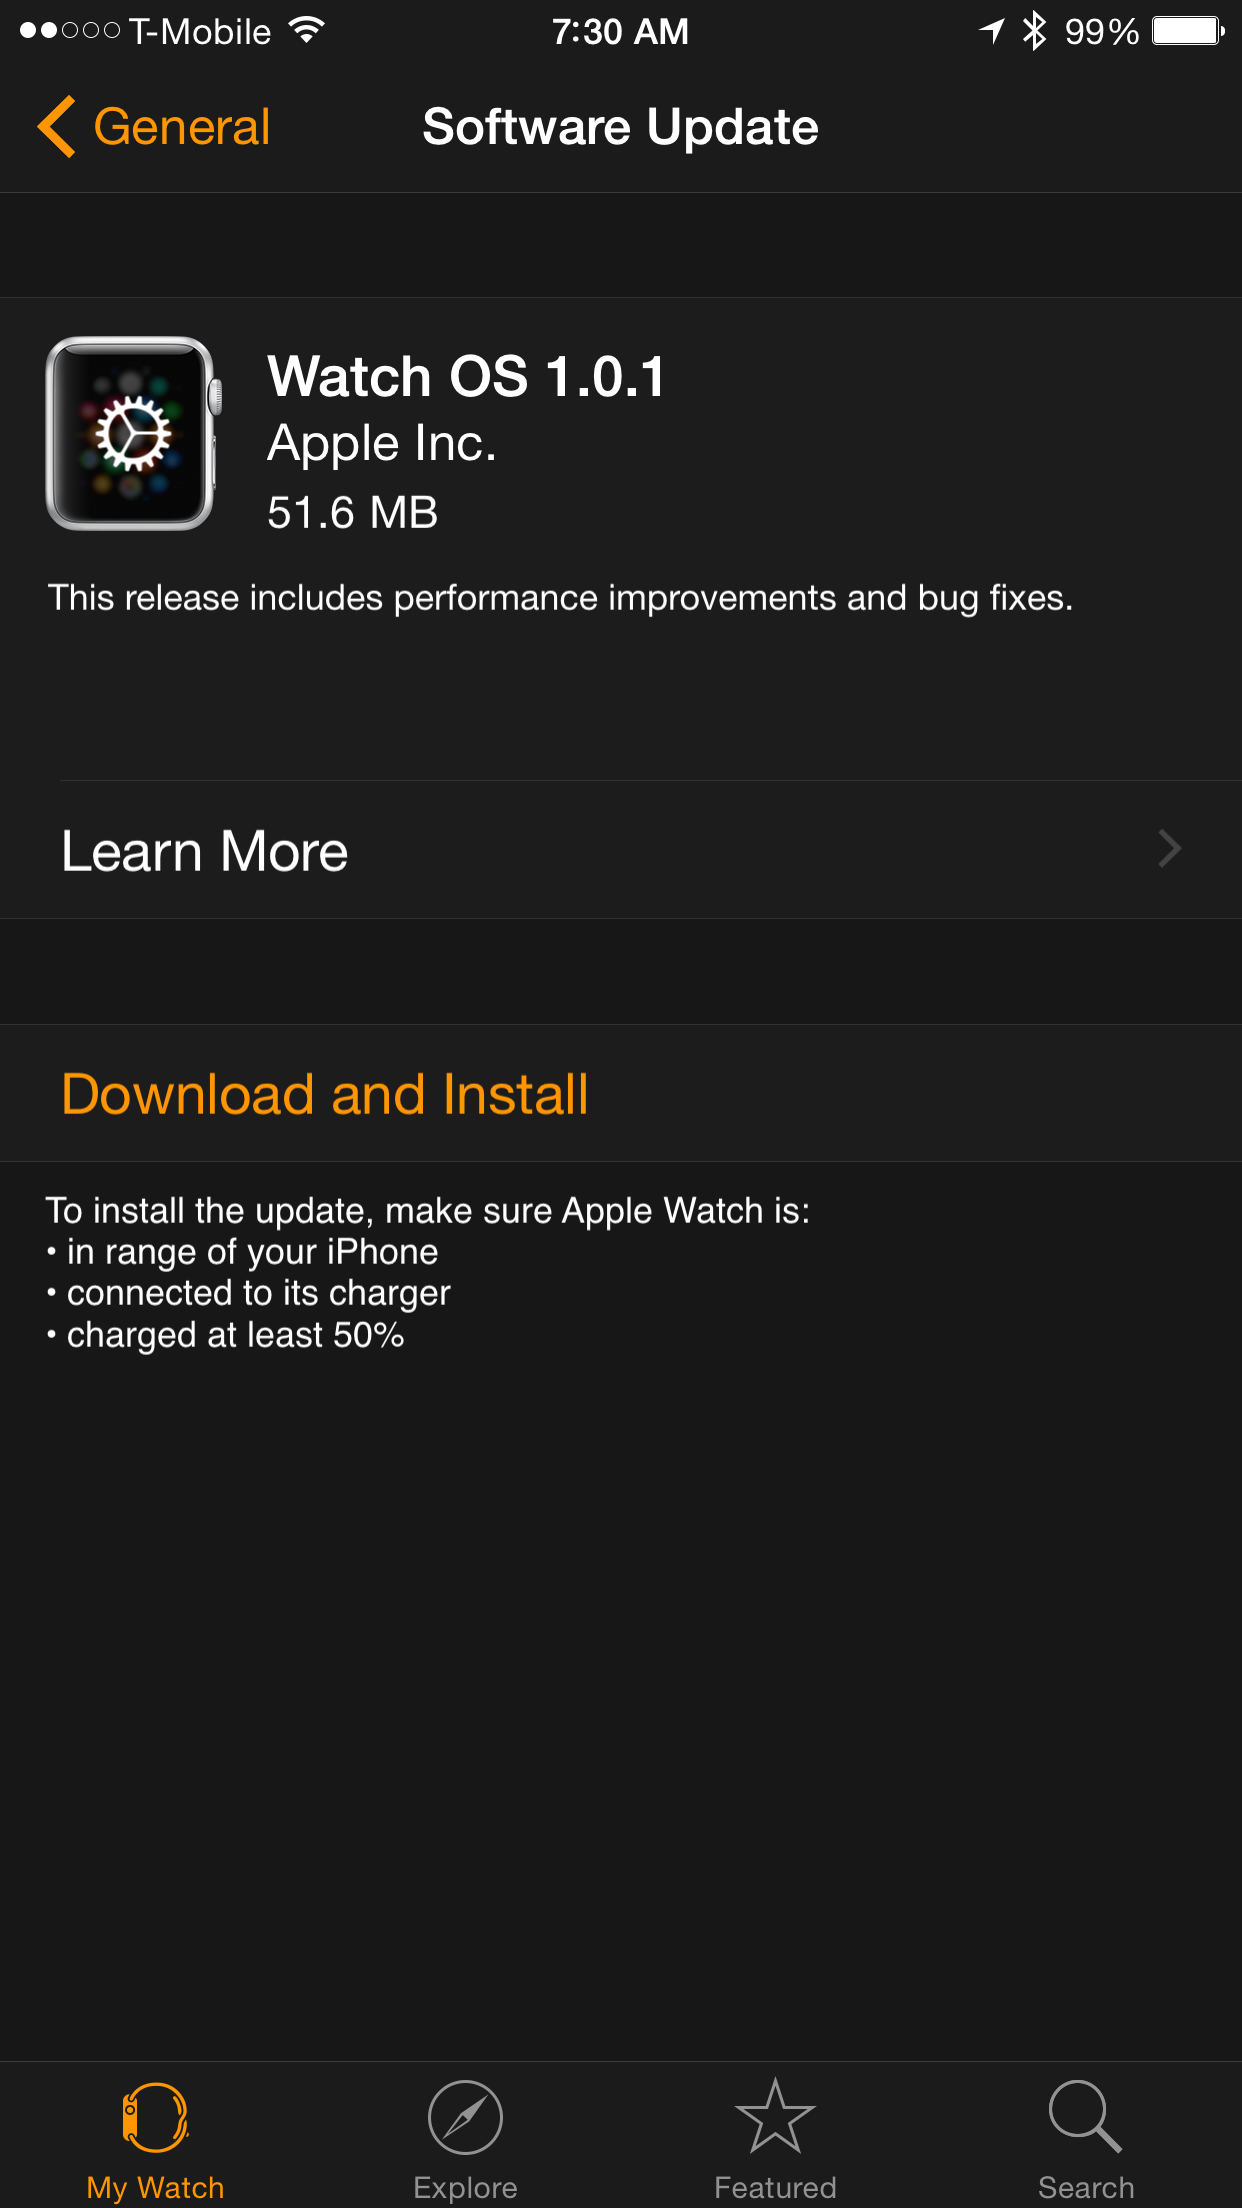 T-Mobile 7:30 AM 99%
General Software Update
Watch OS 1.0.1
Apple Inc.
51.6 MB
This release includes performance improvements and bug fixes.
Learn More
Download and Install
To install the update, make sure Apple Watch is:
• in range of your iPhone
• connected to its charger
• charged at least 50%
My Watch Explore Featured Search